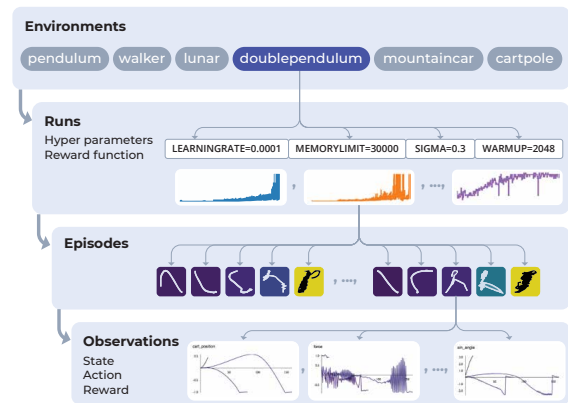 Environments
pendulum walker lunar doublependulum mountaincar cartpole
Runs
Hyper parameters
Reward function
LEARNINGRATE=0.0001 MEMORYLIMIT=30000 SIGMA=0.3 WARMUP=2048
, , ...,
Episodes
, ...,
Observations
State
Action
Reward
cart_position
force
, , ...,